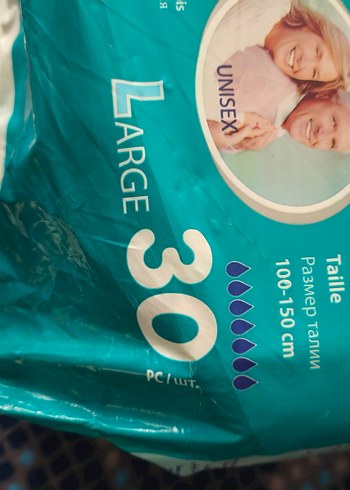 UNISEX
LARGE
30
PC / ШТ.
Taille
Размер талии
100-150 cm